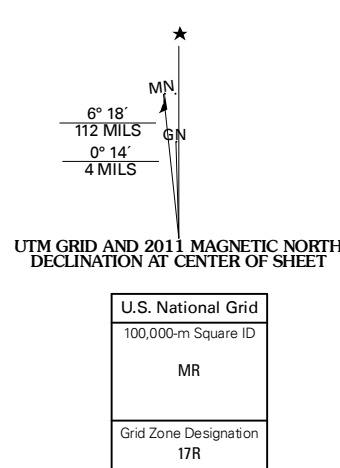 ★
MN
6° 18´
112 MILS
GN
0° 14´
4 MILS
UTM GRID AND 2011 MAGNETIC NORTH
DECLINATION AT CENTER OF SHEET
U.S. National Grid
100,000-m Square ID
MR
Grid Zone Designation
17R